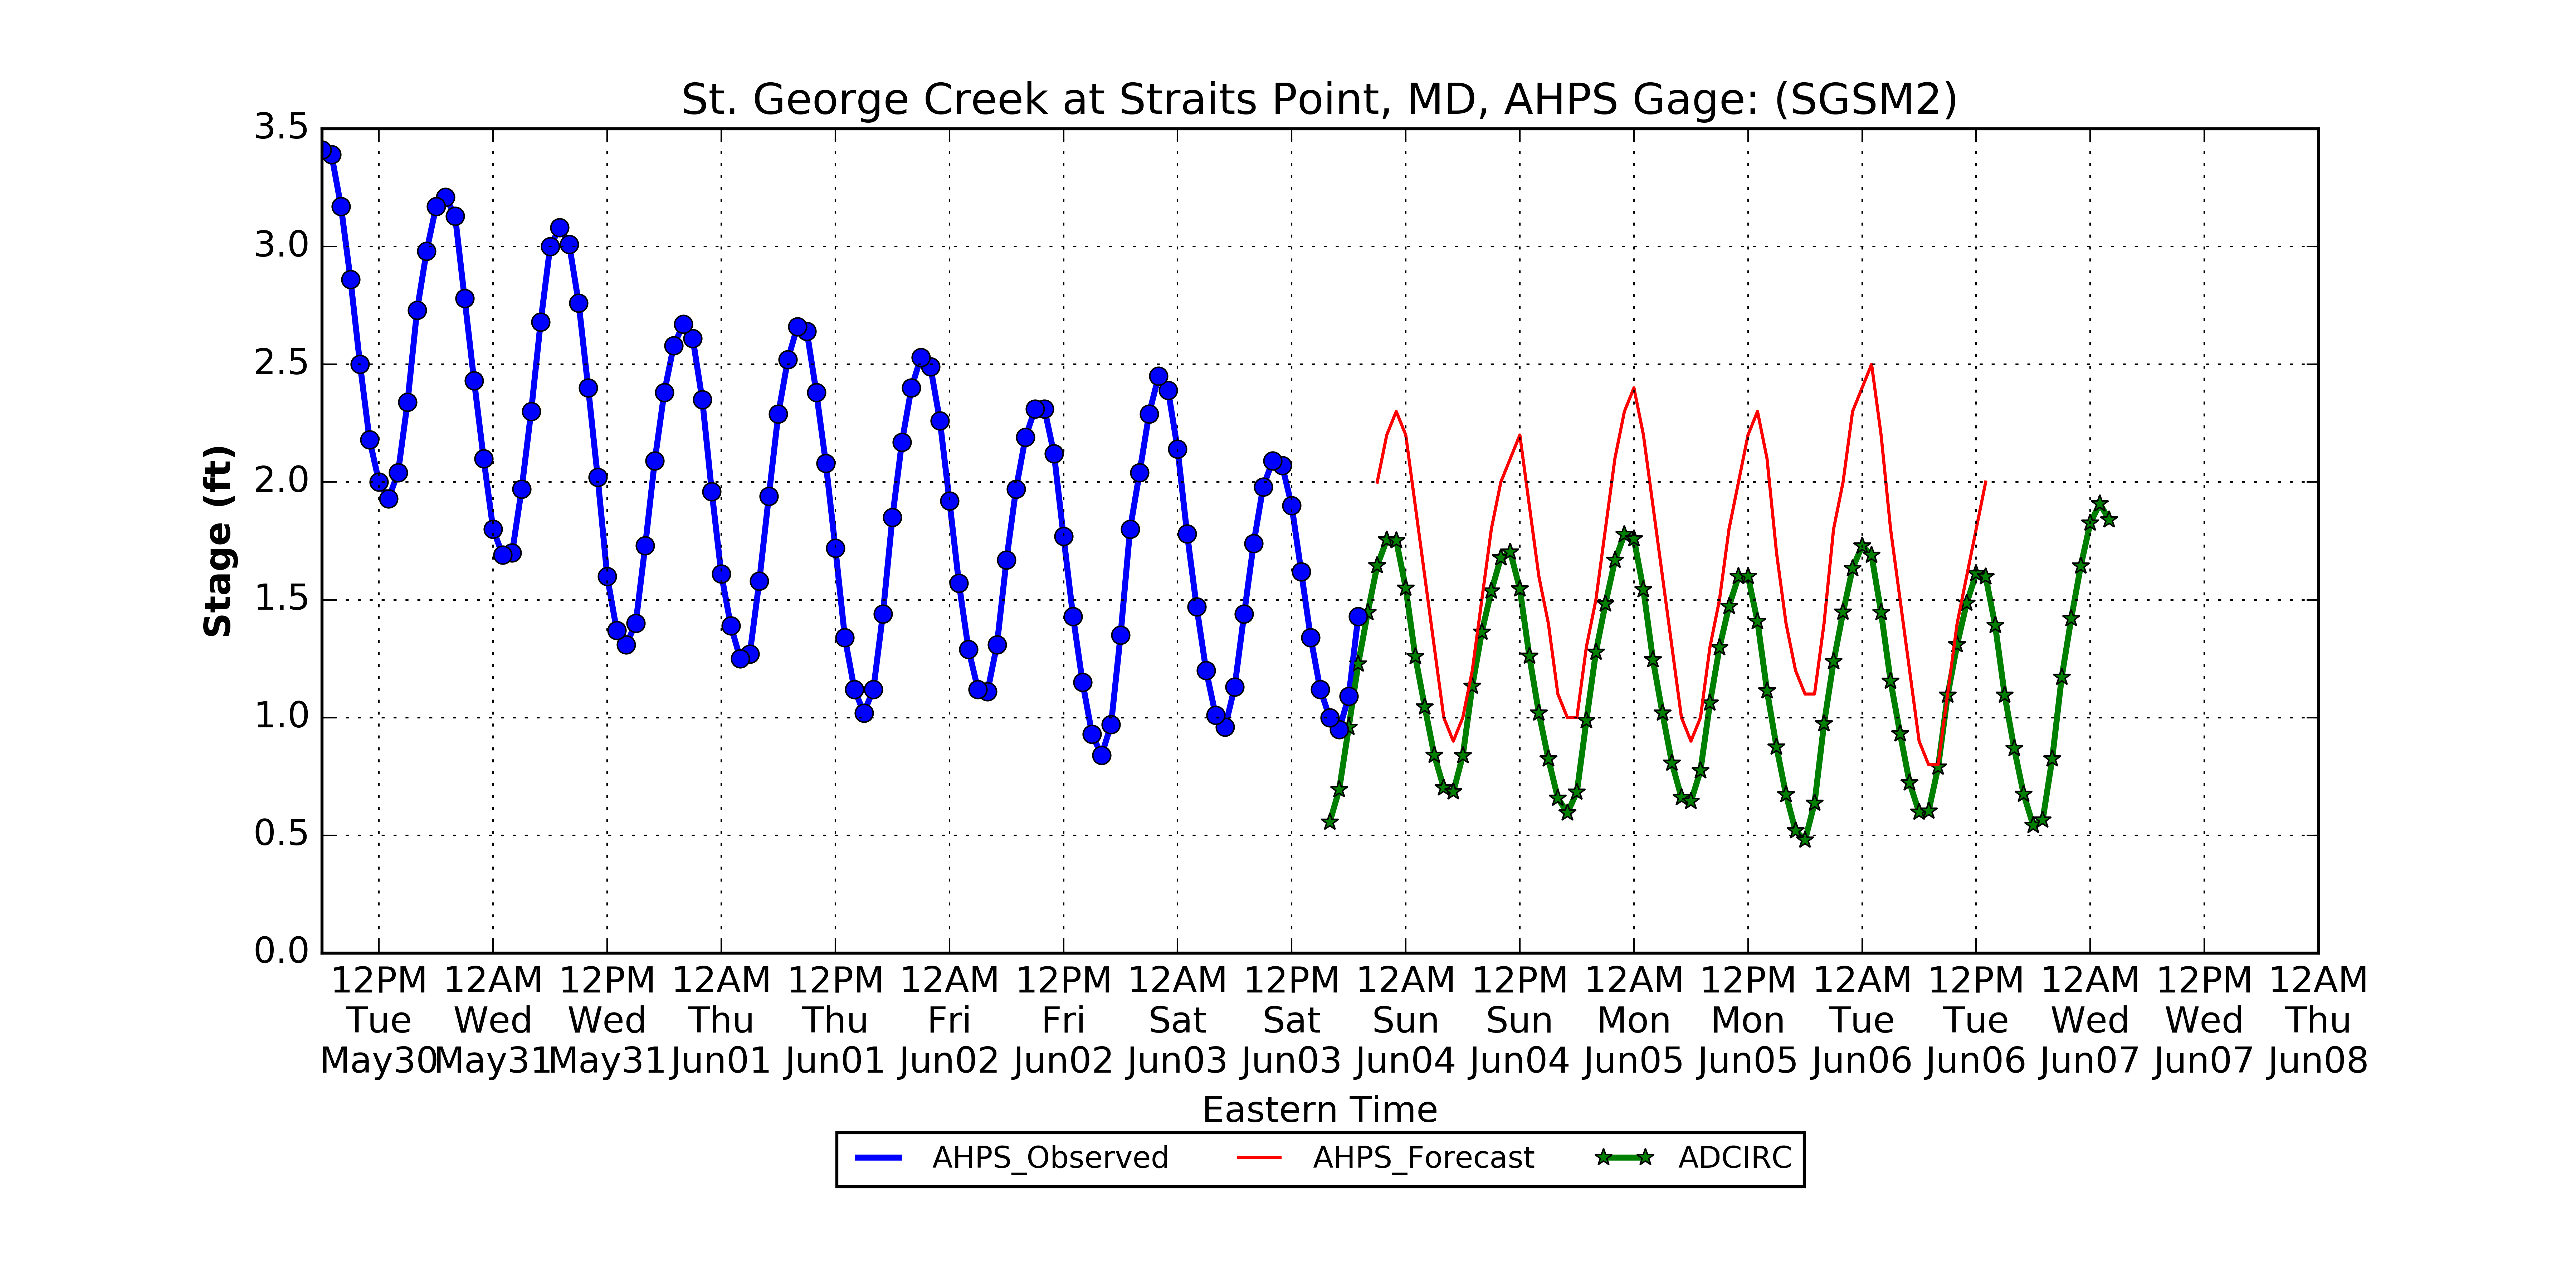 St. George Creek at Straits Point, MD, AHPS Gage: (SGSM2)
3.5
3.0
2.5
2.0
1.5
1.0
0.5
0.0
Stage (ft)
12PM 12AM 12PM 12AM 12PM 12AM 12PM 12AM 12PM 12AM 12PM 12AM 12PM 12AM 12PM 12AM 12PM 12AM
Tue Wed Wed Thu Thu Fri Fri Sat Sat Sun Sun Mon Mon Tue Tue Wed Wed Thu
May30 May31 May31 Jun01 Jun01 Jun02 Jun02 Jun03 Jun03 Jun04 Jun04 Jun05 Jun05 Jun06 Jun06 Jun07 Jun07 Jun08
Eastern Time
AHPS_Observed AHPS_Forecast ADCIRC